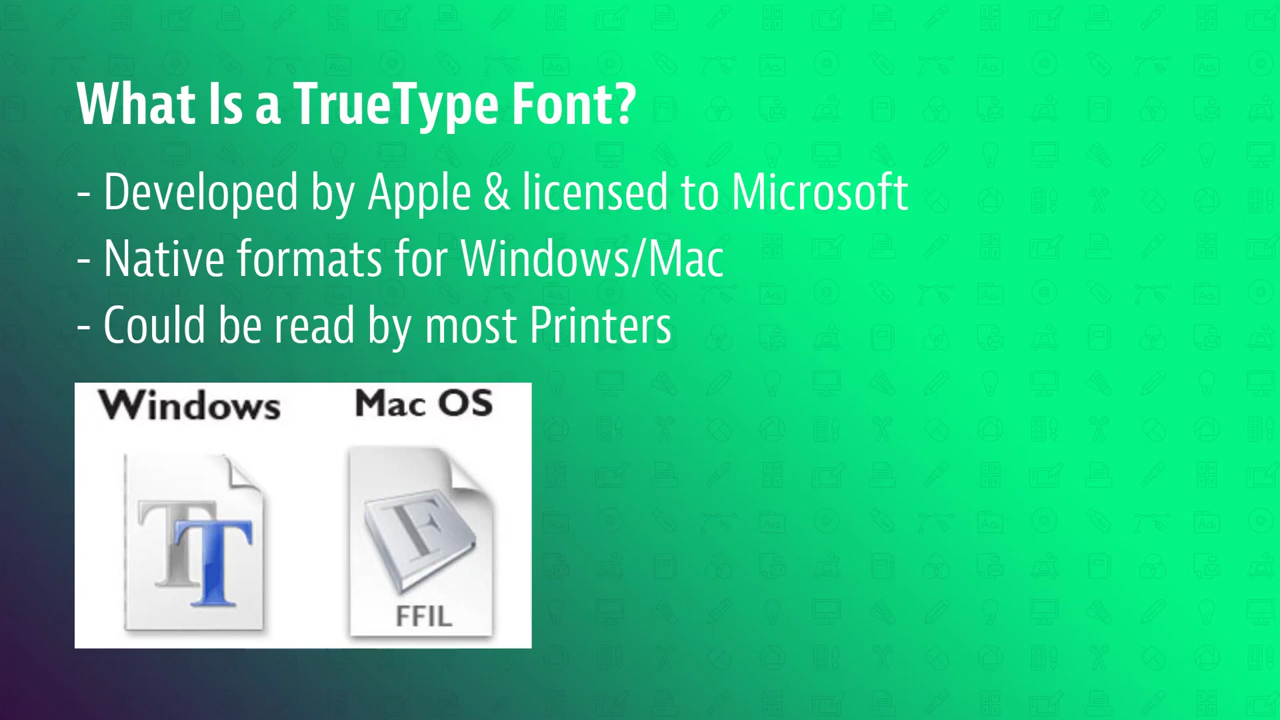 What Is a TrueType Font?
- Developed by Apple & licensed to Microsoft
- Native formats for Windows/Mac
- Could be read by most Printers
Windows Mac OS
TT F
FFIL